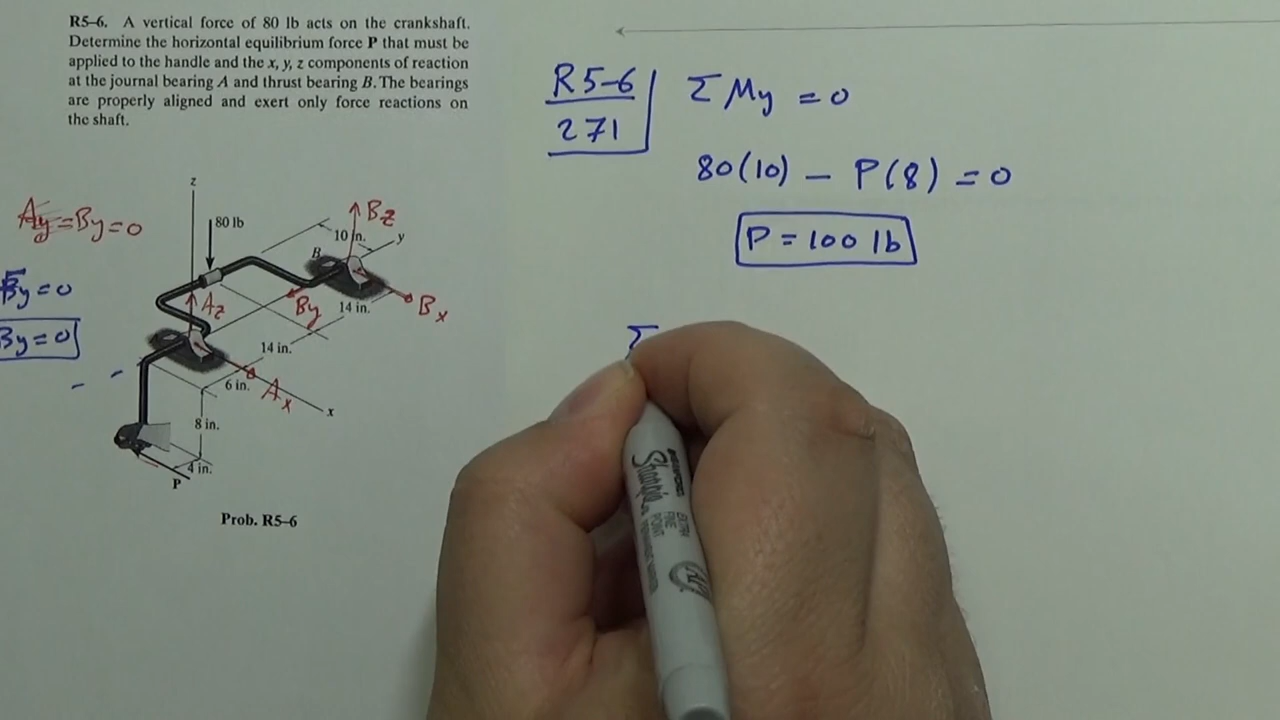 R5–6. A vertical force of 80 lb acts on the crankshaft.
Determine the horizontal equilibrium force P that must be
applied to the handle and the x, y, z components of reaction
at the journal bearing A and thrust bearing B. The bearings
are properly aligned and exert only force reactions on
the shaft.
R5-6
271
Σ My = 0
80(10) – P(8) = 0
P = 100 lb
Σ
z
Ay=By=0
80 lb
Bz
10 in.
y
B
By=0
Az
By
14 in.
Bx
By=0
14 in.
6 in.
Ax
x
8 in.
4 in.
P
Prob. R5–6
Sharpie
EXTRA
FINE
POINT